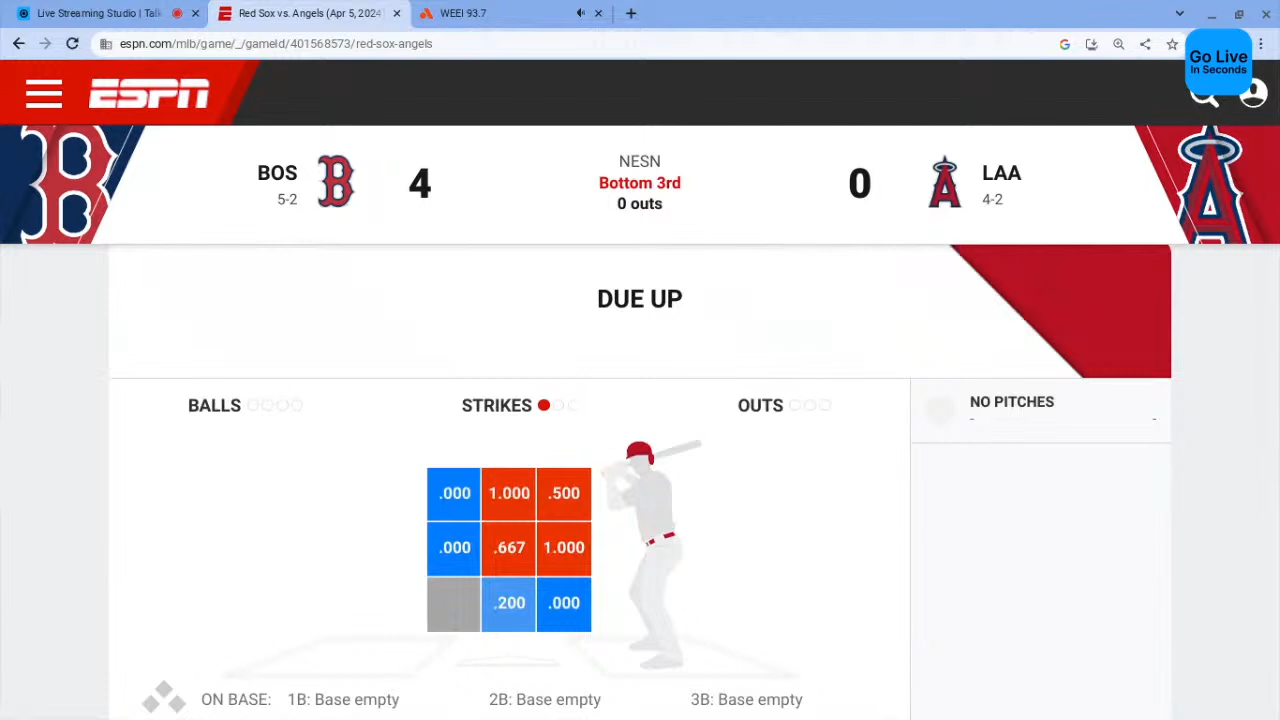 Live Streaming Studio | Talk
Red Sox vs. Angels (Apr 5, 2024
WEEI 93.7
espn.com/mlb/game/_/gameId/401568573/red-sox-angels
Go Live
In Seconds
ESPN
B
BOS
5-2
B
4
NESN
Bottom 3rd
0 outs
0
A
LAA
4-2
A
DUE UP
BALLS
STRIKES
OUTS
NO PITCHES
-
-
.000 1.000 .500
.000 .667 1.000
.200 .000
ON BASE: 1B: Base empty 2B: Base empty 3B: Base empty